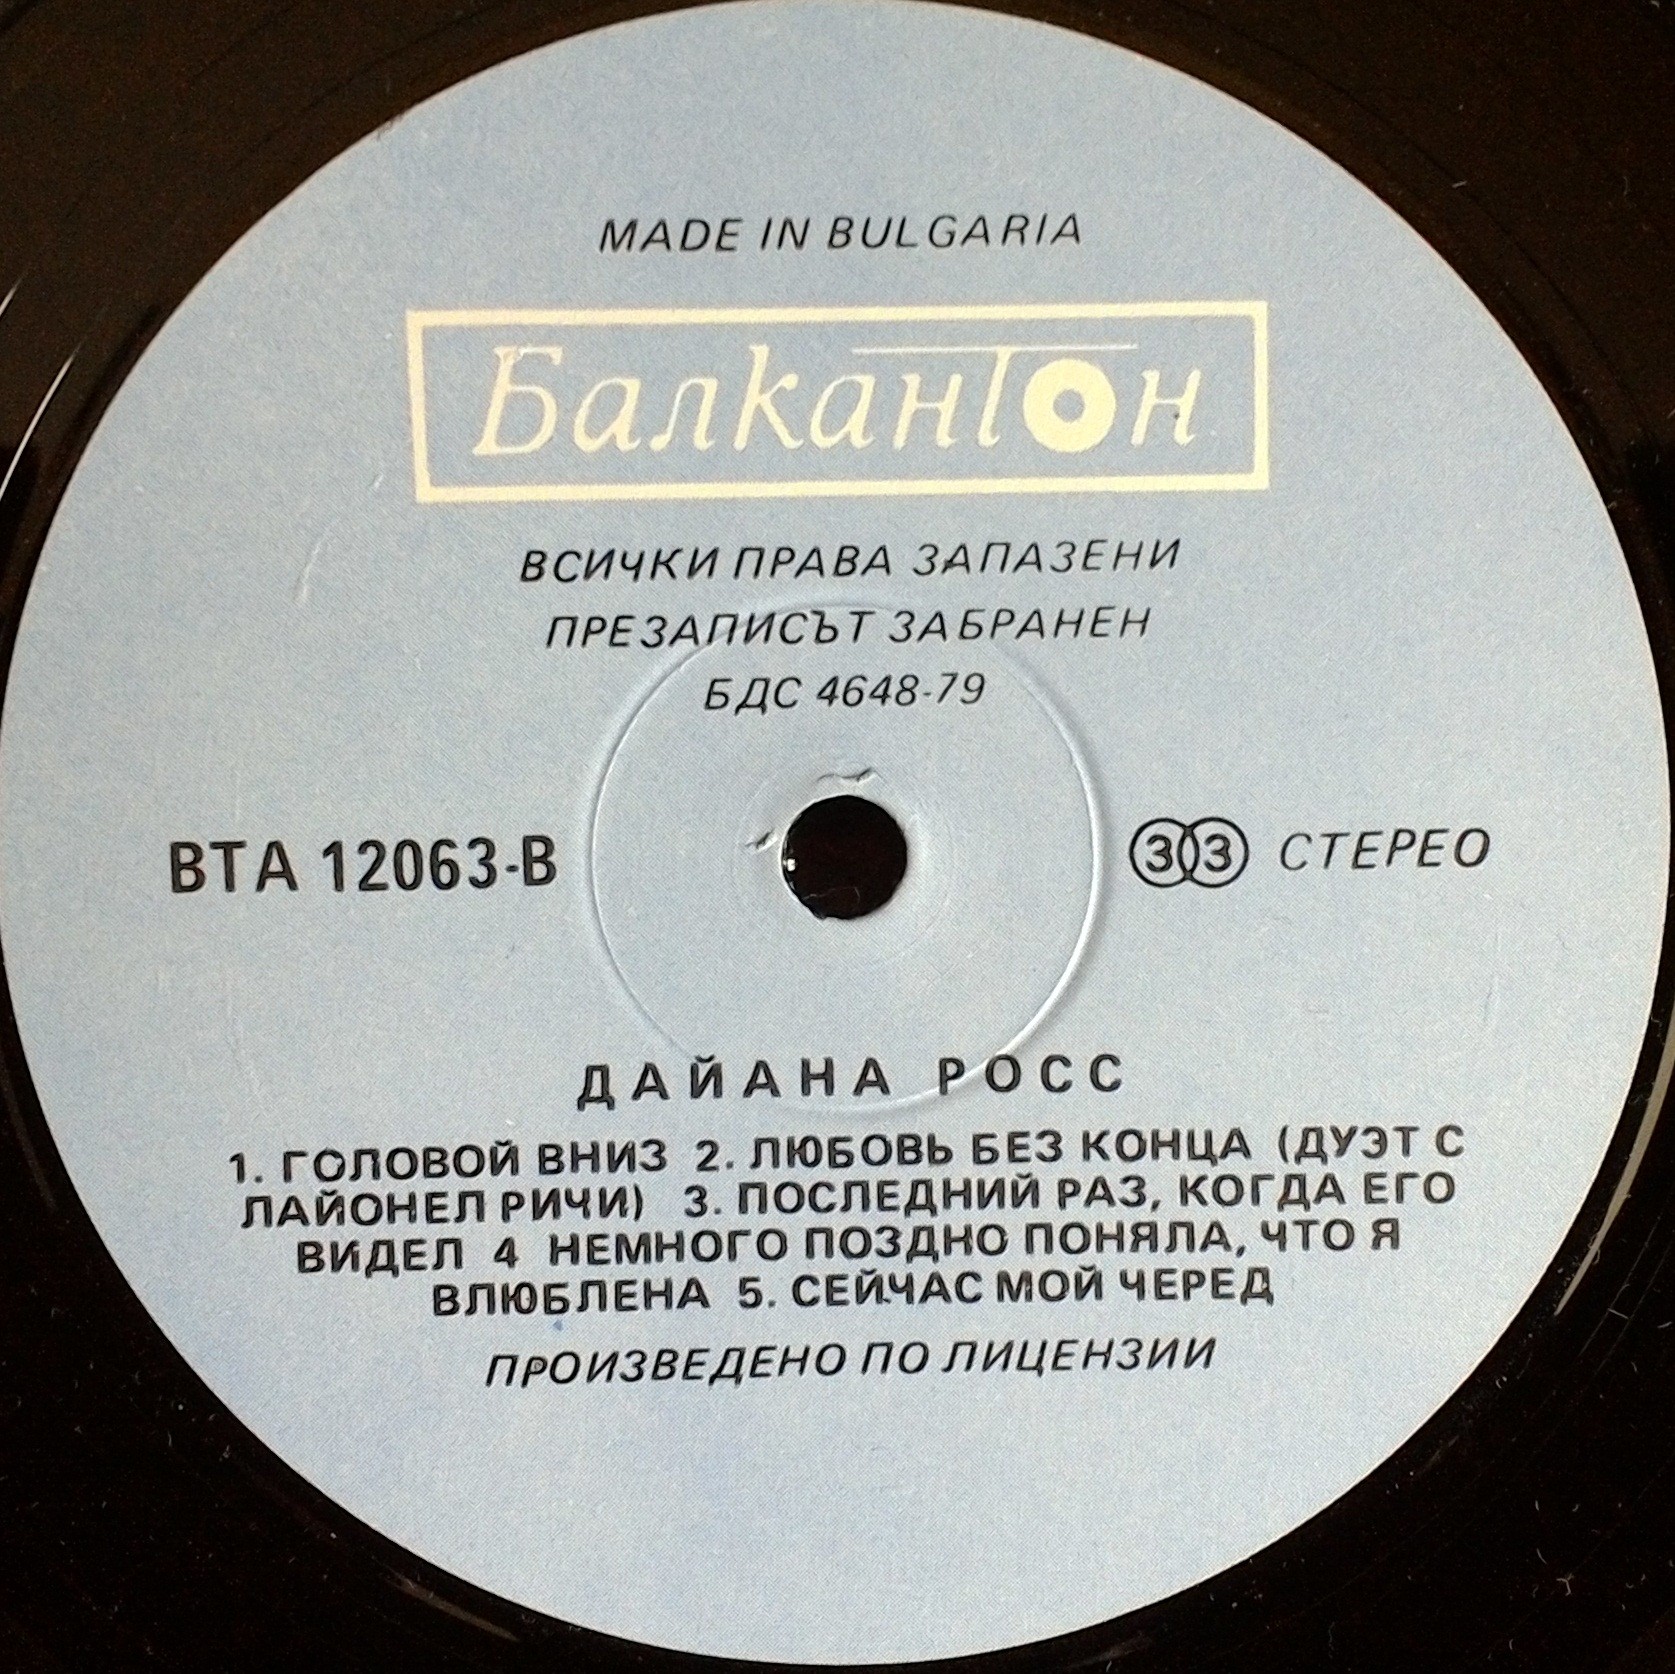 MADE IN BULGARIA
Балкантон
ВСИЧКИ ПРАВА ЗАПАЗЕНИ
ПРЕЗАПИСЪТ ЗАБРАНЕН
БДС 4648-79
ВТА 12063-В
33 СТЕРЕО
ДАЙАНА РОСС
1. ГОЛОВОЙ ВНИЗ 2. ЛЮБОВЬ БЕЗ КОНЦА (ДУЭТ С
ЛАЙОНЕЛ РИЧИ) 3. ПОСЛЕДНИЙ РАЗ, КОГДА ЕГО
ВИДЕЛ 4 НЕМНОГО ПОЗДНО ПОНЯЛА, ЧТО Я
ВЛЮБЛЕНА 5. СЕЙЧАС МОЙ ЧЕРЕД
ПРОИЗВЕДЕНО ПО ЛИЦЕНЗИИ